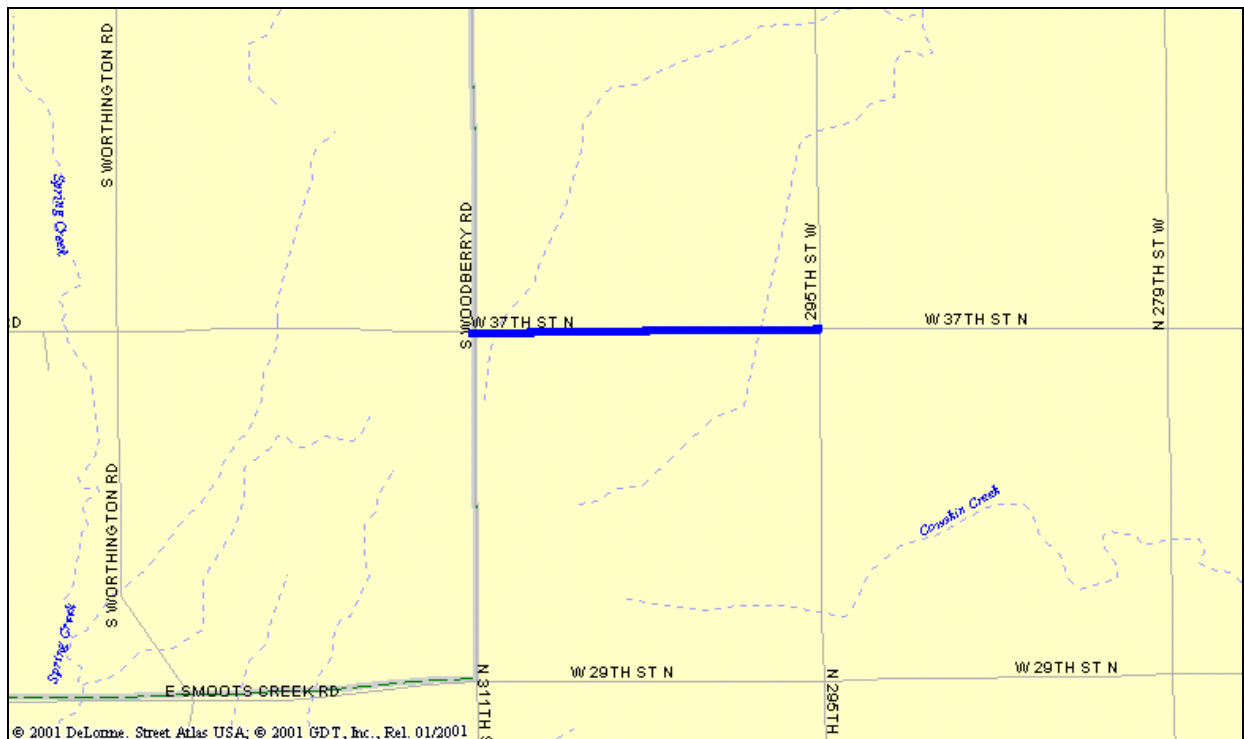 S WORTHINGTON RD
Spring Creek
S WOODBERRY RD
295TH ST W
N 279TH ST W
RD
W 37TH ST N
W 37TH ST N
S WORTHINGTON RD
Cowskin Creek
Spring Creek
W 29TH ST N
W 29TH ST N
E SMOOTS CREEK RD
N 311TH S
N 295TH
© 2001 DeLorme. Street Atlas USA; © 2001 GDT, Inc., Rel. 01/2001